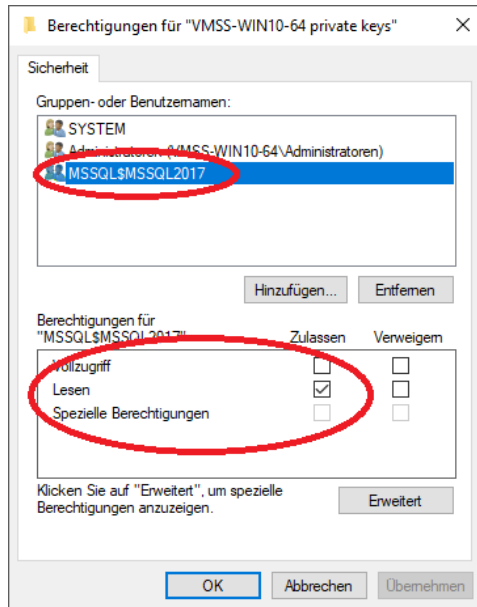 Berechtigungen für "VMSS-WIN10-64 private keys"
Sicherheit
Gruppen- oder Benutzernamen:
SYSTEM
Administratoren (VMSS-WIN10-64\Administratoren)
MSSQL$MSSQL2017
Hinzufügen... Entfernen
Berechtigungen für
"MSSQL$MSSQL2017" Zulassen Verweigern
Vollzugriff
Lesen
Spezielle Berechtigungen
Klicken Sie auf "Erweitert", um spezielle
Berechtigungen anzuzeigen.
Erweitert
OK Abbrechen Übernehmen